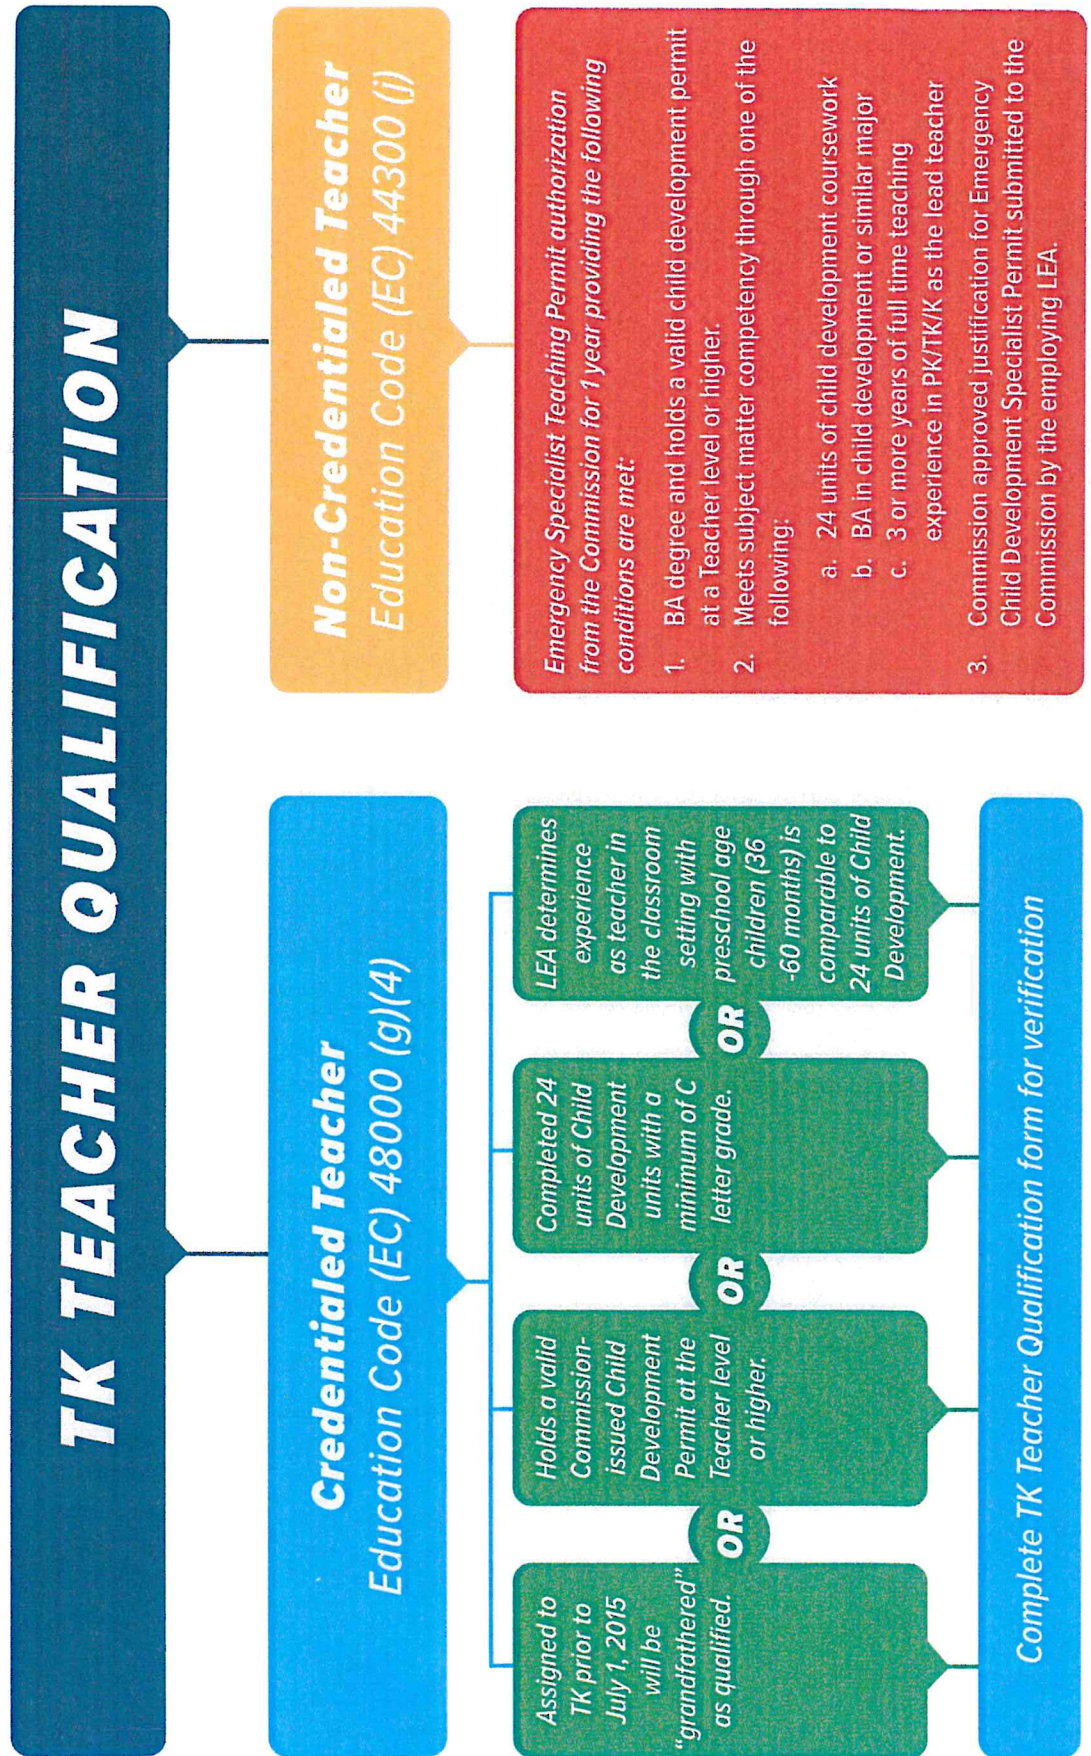 TK TEACHER QUALIFICATION
Credentialed Teacher
Education Code (EC) 48000 (g)(4)
Assigned to
TK prior to
July 1, 2015
will be
"grandfathered"
as qualified.
OR
Holds a valid
Commission-
issued Child
Development
Permit at the
Teacher level
or higher.
OR
Completed 24
units of Child
Development
units with a
minimum of C
letter grade.
OR
LEA determines
experience
as teacher in
the classroom
setting with
preschool age
children (36
-60 months) is
comparable to
24 units of Child
Development.
Complete TK Teacher Qualification form for verification
Non-Credentialed Teacher
Education Code (EC) 44300 (j)
Emergency Specialist Teaching Permit authorization
from the Commission for 1 year providing the following
conditions are met:
1. BA degree and holds a valid child development permit
at a Teacher level or higher.
2. Meets subject matter competency through one of the
following:
a. 24 units of child development coursework
b. BA in child development or similar major
c. 3 or more years of full time teaching
experience in PK/TK/K as the lead teacher
3. Commission approved justification for Emergency
Child Development Specialist Permit submitted to the
Commission by the employing LEA.